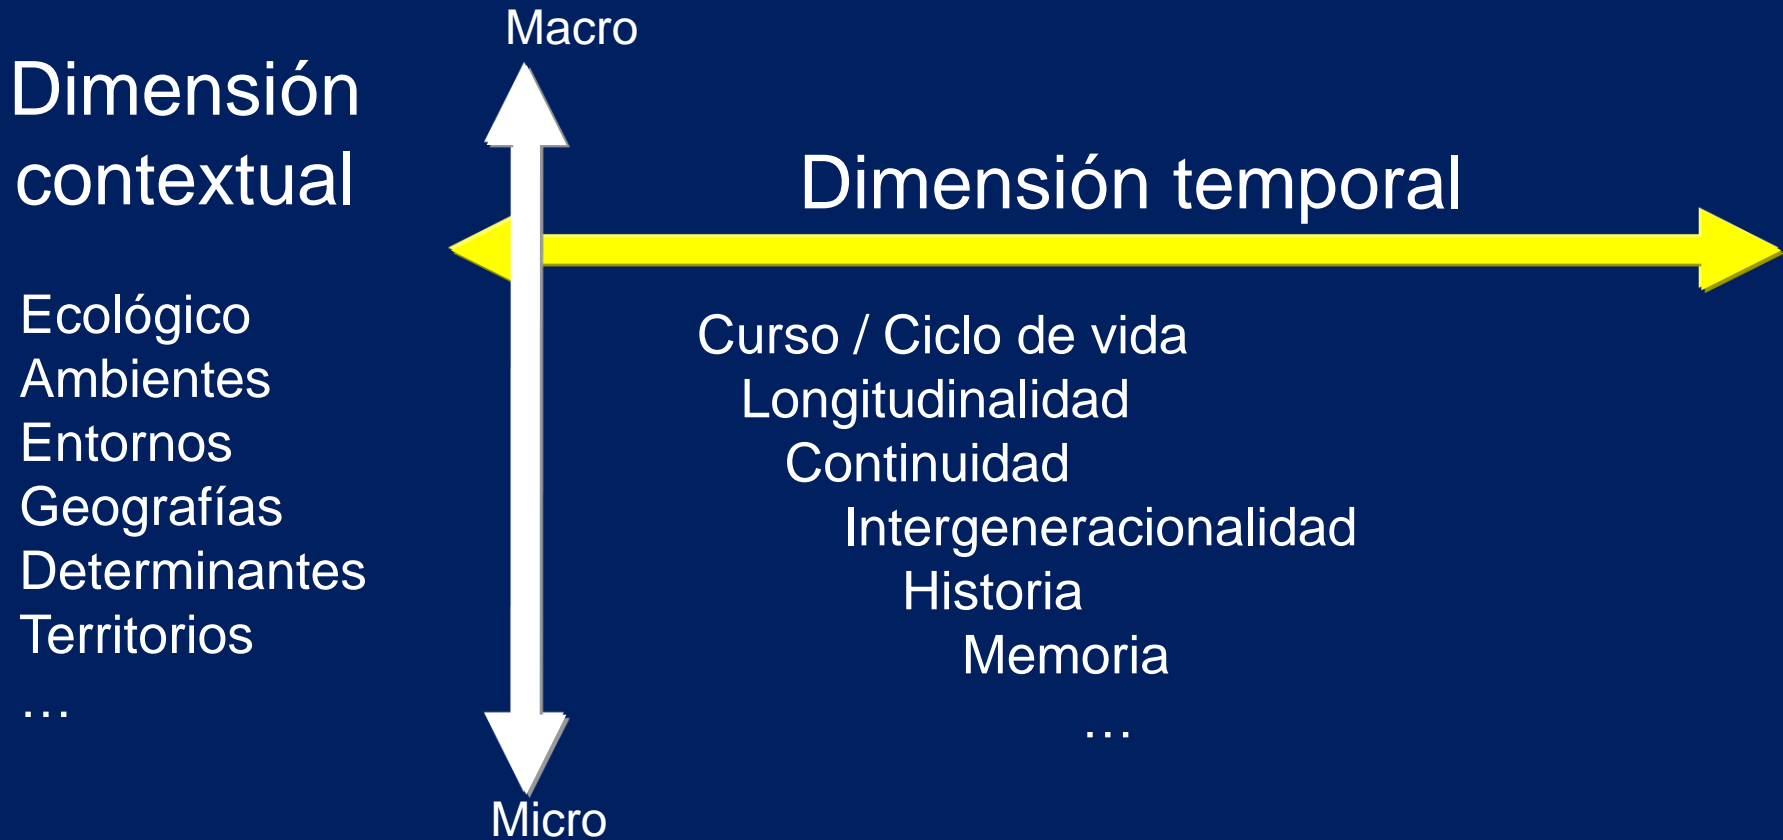 Macro
Dimensión
contextual
Dimensión temporal
Ecológico
Ambientes
Entornos
Geografías
Determinantes
Territorios
…
Curso / Ciclo de vida
Longitudinalidad
Continuidad
Intergeneracionalidad
Historia
Memoria
…
Micro